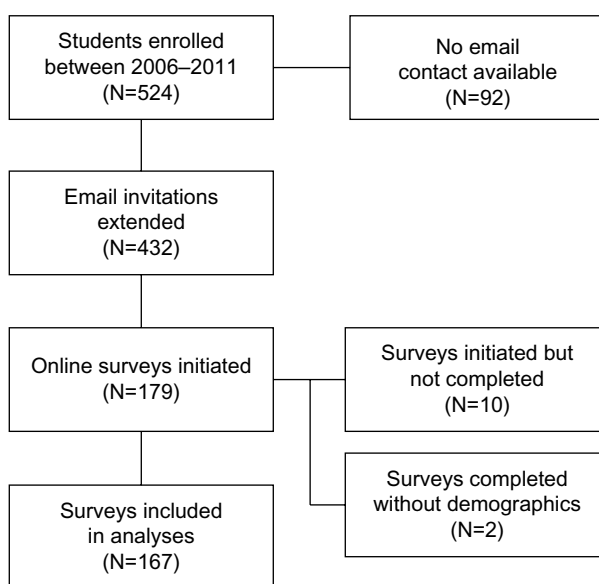 Students enrolled
between 2006–2011
(N=524)
No email
contact available
(N=92)
Email invitations
extended
(N=432)
Online surveys initiated
(N=179)
Surveys initiated but
not completed
(N=10)
Surveys completed
without demographics
(N=2)
Surveys included
in analyses
(N=167)